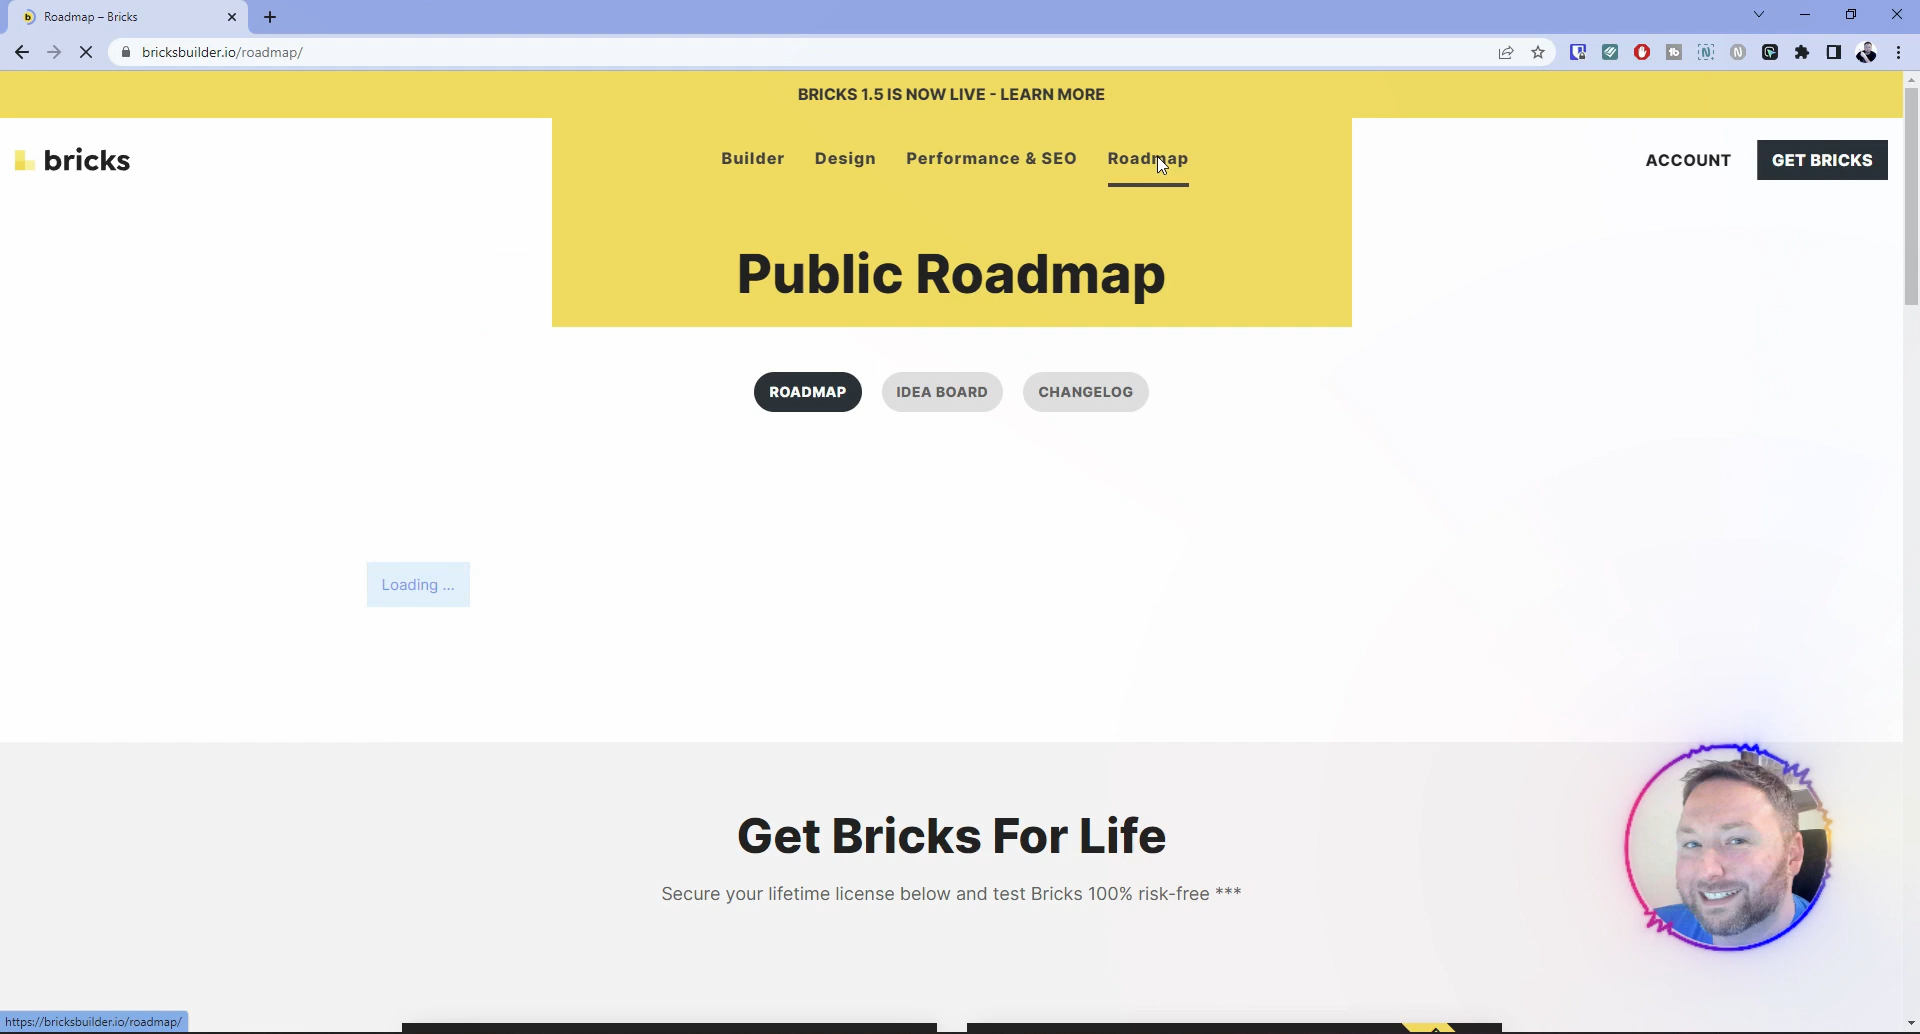 Roadmap – Bricks
bricksbuilder.io/roadmap/
BRICKS 1.5 IS NOW LIVE - LEARN MORE
bricks
Builder Design Performance & SEO Roadmap
ACCOUNT GET BRICKS
Public Roadmap
ROADMAP IDEA BOARD CHANGELOG
Loading ...
Get Bricks For Life
Secure your lifetime license below and test Bricks 100% risk-free ***
https://bricksbuilder.io/roadmap/